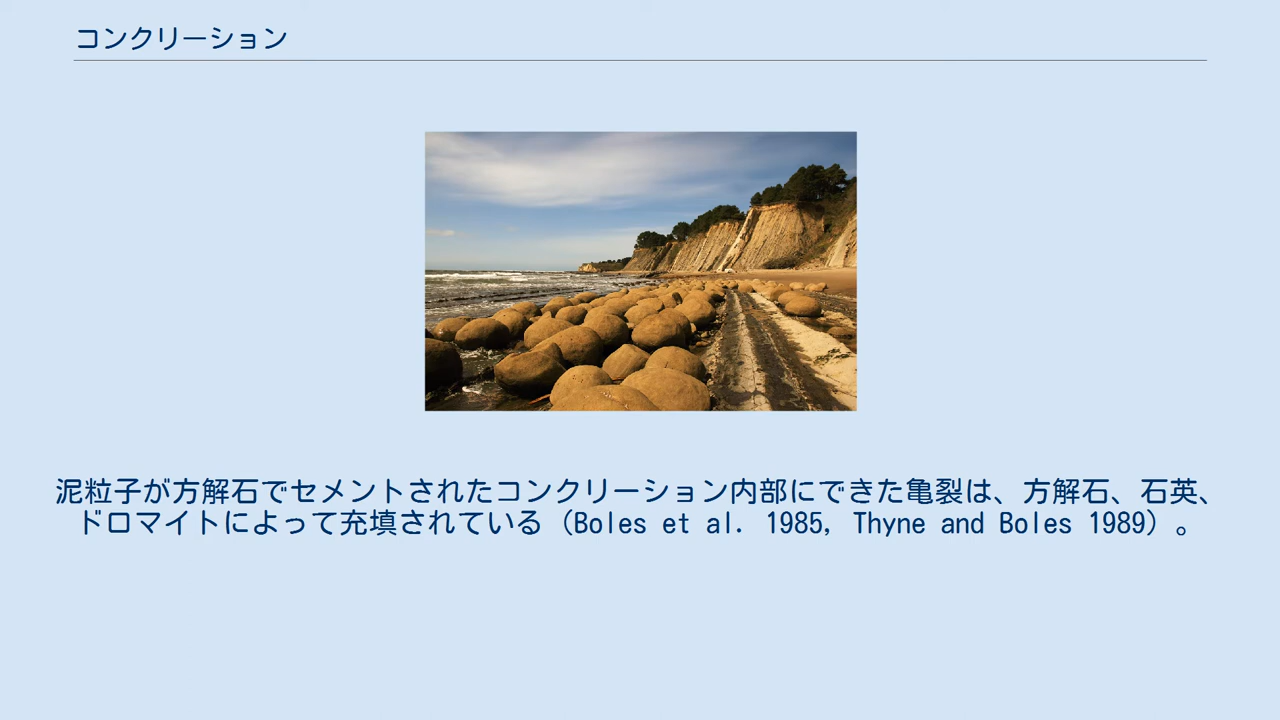 コンクリーション
泥粒子が方解石でセメントされたコンクリーション内部にできた亀裂は、方解石、石英、
ドロマイトによって充填されている（Boles et al. 1985, Thyne and Boles 1989）。